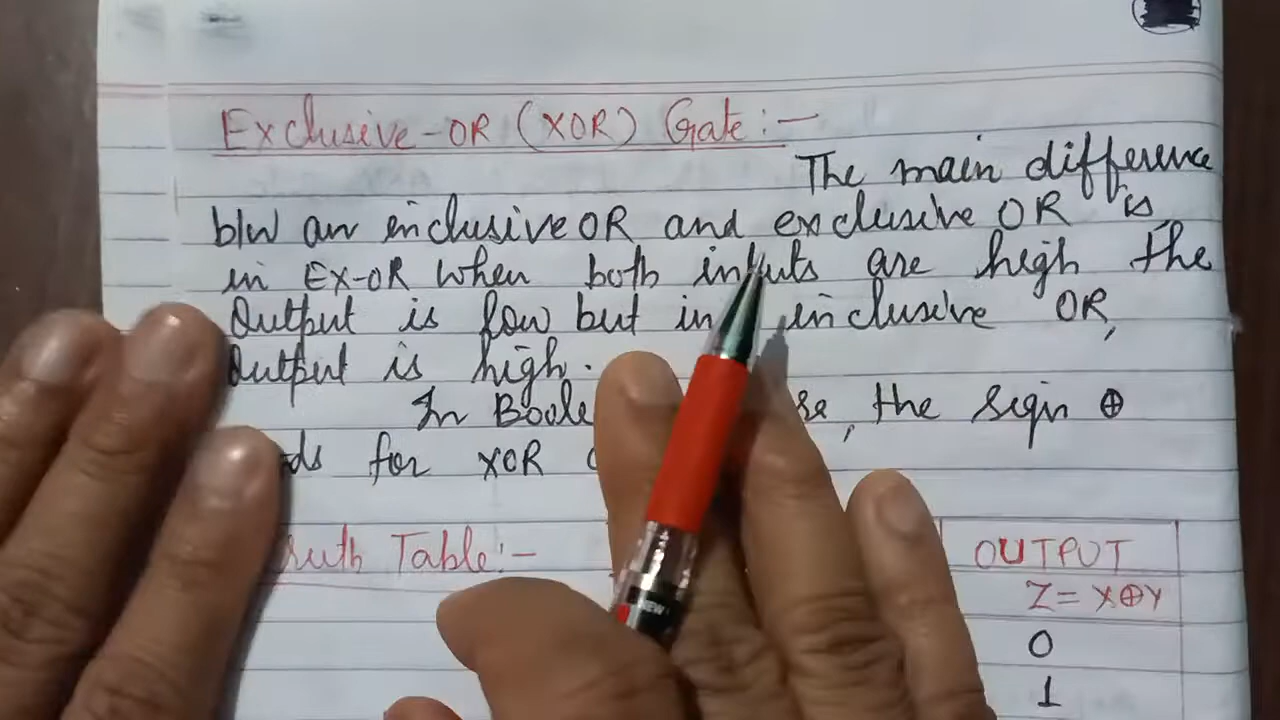 Exclusive-OR (XOR) Gate:-
The main difference
b/w an inclusive OR and exclusive OR is,
in EX-OR when both inputs are high the
Output is low but in inclusive OR,
Output is high.
In the sign ⊕
for XOR
Truth Table:-
OUTPUT
Z = X⊕Y
0
1
NEW